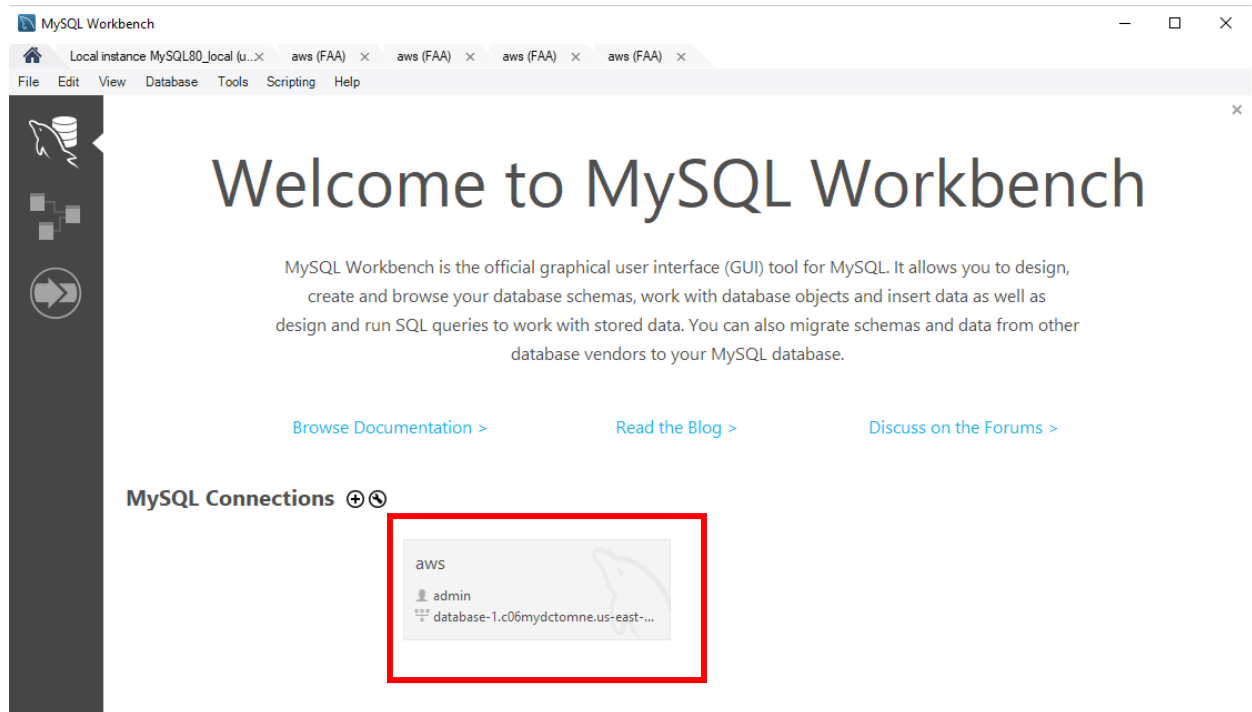 MySQL Workbench
Local instance MySQL80_local (u.. aws (FAA) aws (FAA) aws (FAA) aws (FAA)
File Edit View Database Tools Scripting Help
Welcome to MySQL Workbench
MySQL Workbench is the official graphical user interface (GUI) tool for MySQL. It allows you to design,
create and browse your database schemas, work with database objects and insert data as well as
design and run SQL queries to work with stored data. You can also migrate schemas and data from other
database vendors to your MySQL database.
Browse Documentation > Read the Blog > Discuss on the Forums >
MySQL Connections
aws
admin
database-1.c06mydctomne.us-east-...